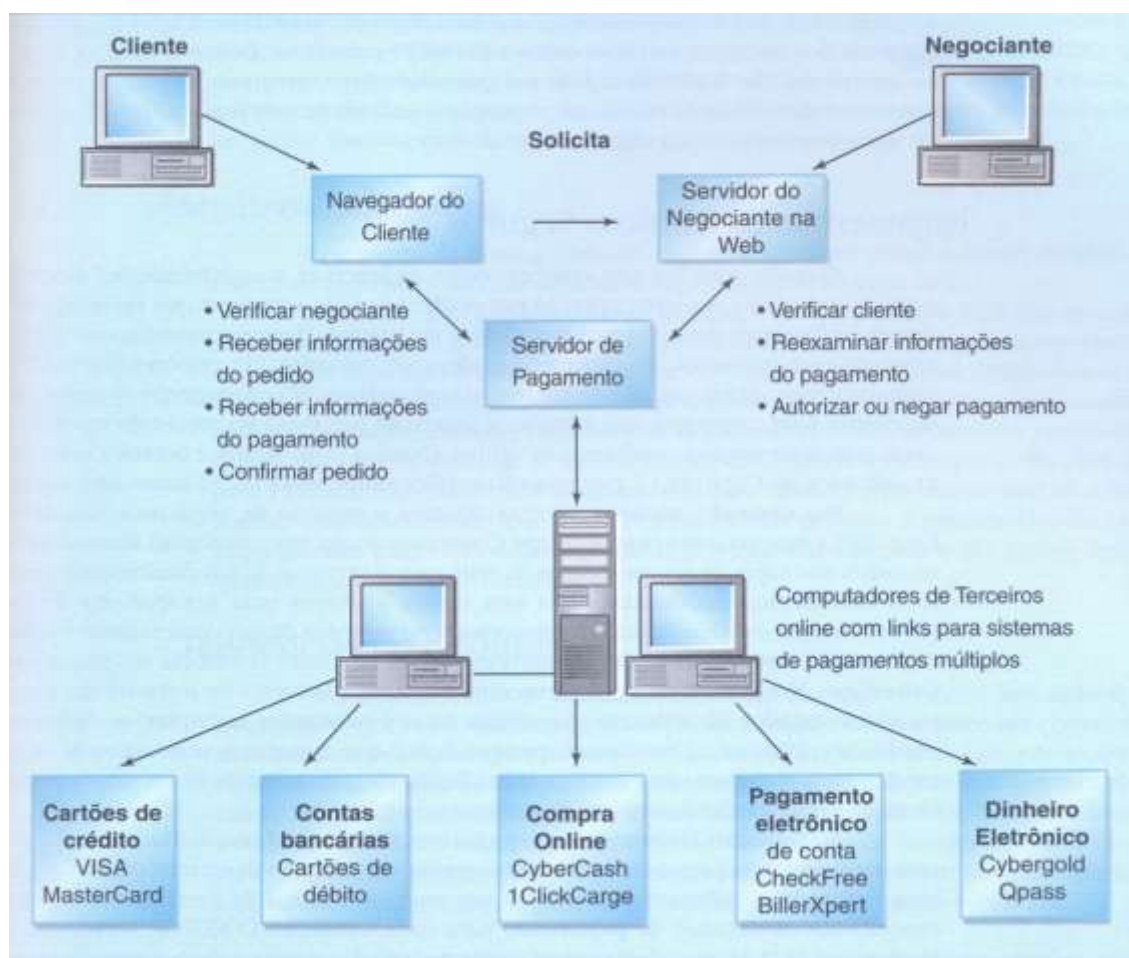 Cliente
Negociante
Solicita
Navegador do
Cliente
Servidor do
Negociante na
Web
• Verificar negociante
• Receber informações
do pedido
• Receber informações
do pagamento
• Confirmar pedido
Servidor de
Pagamento
• Verificar cliente
• Reexaminar informações
do pagamento
• Autorizar ou negar pagamento
Computadores de Terceiros
online com links para sistemas
de pagamentos múltiplos
Cartões de
crédito
VISA
MasterCard
Contas
bancárias
Cartões de
débito
Compra
Online
CyberCash
1ClickCarge
Pagamento
eletrônico
de conta
CheckFree
BillerXpert
Dinheiro
Eletrônico
Cybergold
Qpass